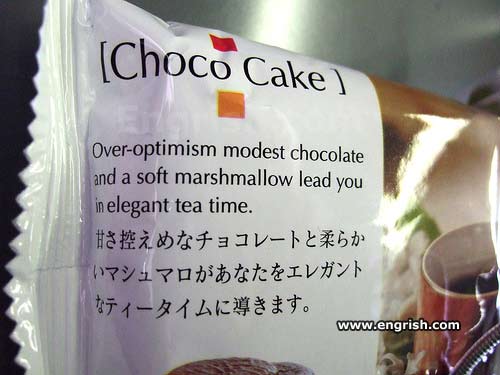 [Choco Cake]
Over-optimism modest chocolate
and a soft marshmallow lead you
in elegant tea time.
甘さ控えめなチョコレートと柔らか
いマシュマロがあなたをエレガント
なティータイムに導きます。
www.engrish.com